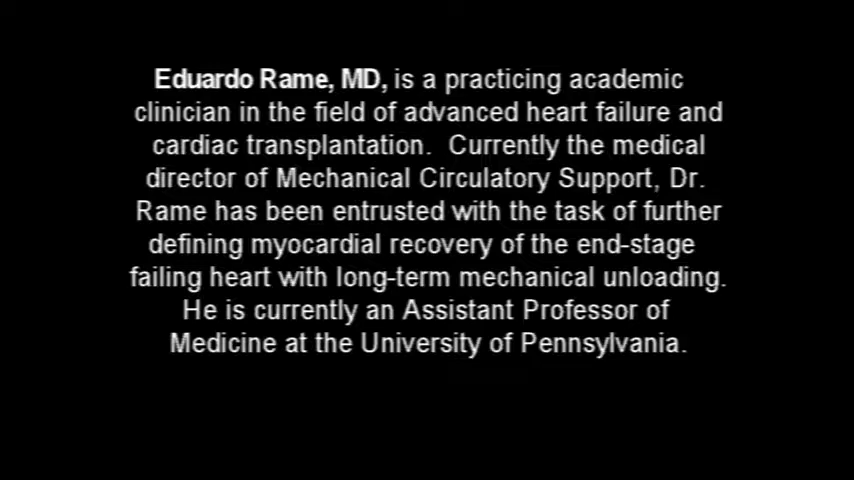 Eduardo Rame, MD, is a practicing academic
clinician in the field of advanced heart failure and
cardiac transplantation.  Currently the medical
director of Mechanical Circulatory Support, Dr.
Rame has been entrusted with the task of further
defining myocardial recovery of the end-stage
failing heart with long-term mechanical unloading.
He is currently an Assistant Professor of
Medicine at the University of Pennsylvania.